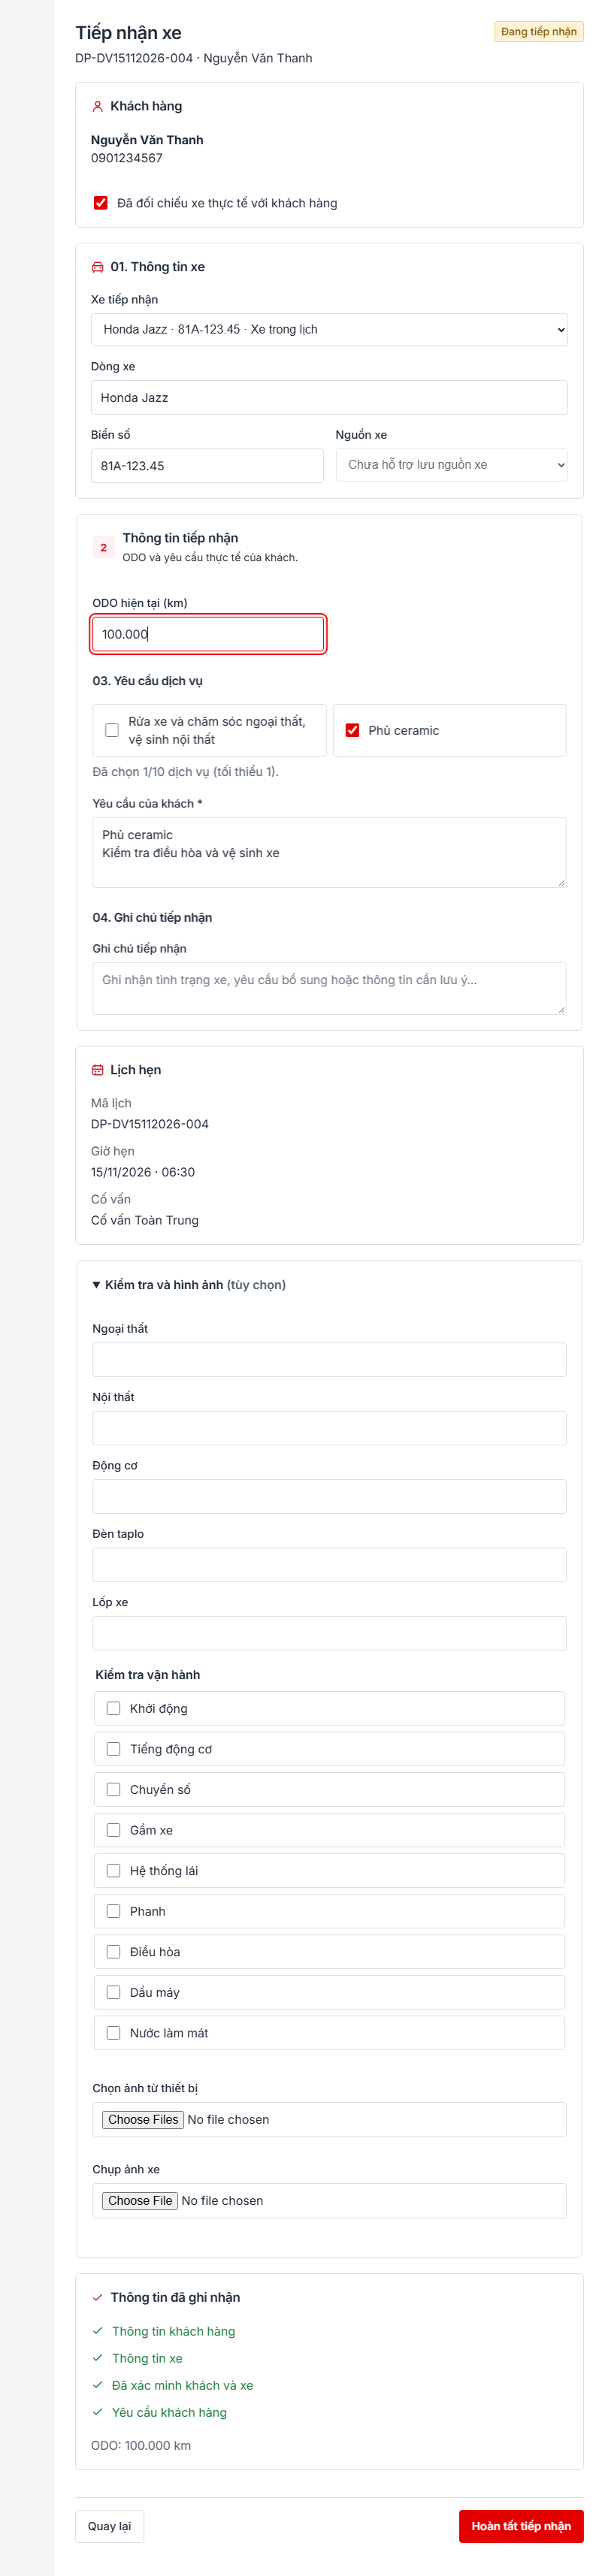 Tiếp nhận xe
Đang tiếp nhận
DP-DV15112026-004 · Nguyễn Văn Thanh
Khách hàng
Nguyễn Văn Thanh
0901234567
Đã đối chiếu xe thực tế với khách hàng
01. Thông tin xe
Xe tiếp nhận
Honda Jazz · 81A-123.45 · Xe trong lịch
Dòng xe
Honda Jazz
Biển số
Nguồn xe
81A-123.45
Chưa hỗ trợ lưu nguồn xe
2
Thông tin tiếp nhận
ODO và yêu cầu thực tế của khách.
ODO hiện tại (km)
100.000
03. Yêu cầu dịch vụ
Rửa xe và chăm sóc ngoại thất,
vệ sinh nội thất
Phủ ceramic
Đã chọn 1/10 dịch vụ (tối thiểu 1).
Yêu cầu của khách *
Phủ ceramic
Kiểm tra điều hòa và vệ sinh xe
04. Ghi chú tiếp nhận
Ghi chú tiếp nhận
Ghi nhận tình trạng xe, yêu cầu bổ sung hoặc thông tin cần lưu ý...
Lịch hẹn
Mã lịch
DP-DV15112026-004
Giờ hẹn
15/11/2026 · 06:30
Cố vấn
Cố vấn Toàn Trung
Kiểm tra và hình ảnh (tùy chọn)
Ngoại thất
Nội thất
Động cơ
Đèn taplo
Lốp xe
Kiểm tra vận hành
Khởi động
Tiếng động cơ
Chuyển số
Gầm xe
Hệ thống lái
Phanh
Điều hòa
Dầu máy
Nước làm mát
Chọn ảnh từ thiết bị
Choose Files No file chosen
Chụp ảnh xe
Choose File No file chosen
Thông tin đã ghi nhận
Thông tin khách hàng
Thông tin xe
Đã xác minh khách và xe
Yêu cầu khách hàng
ODO: 100.000 km
Quay lại
Hoàn tất tiếp nhận